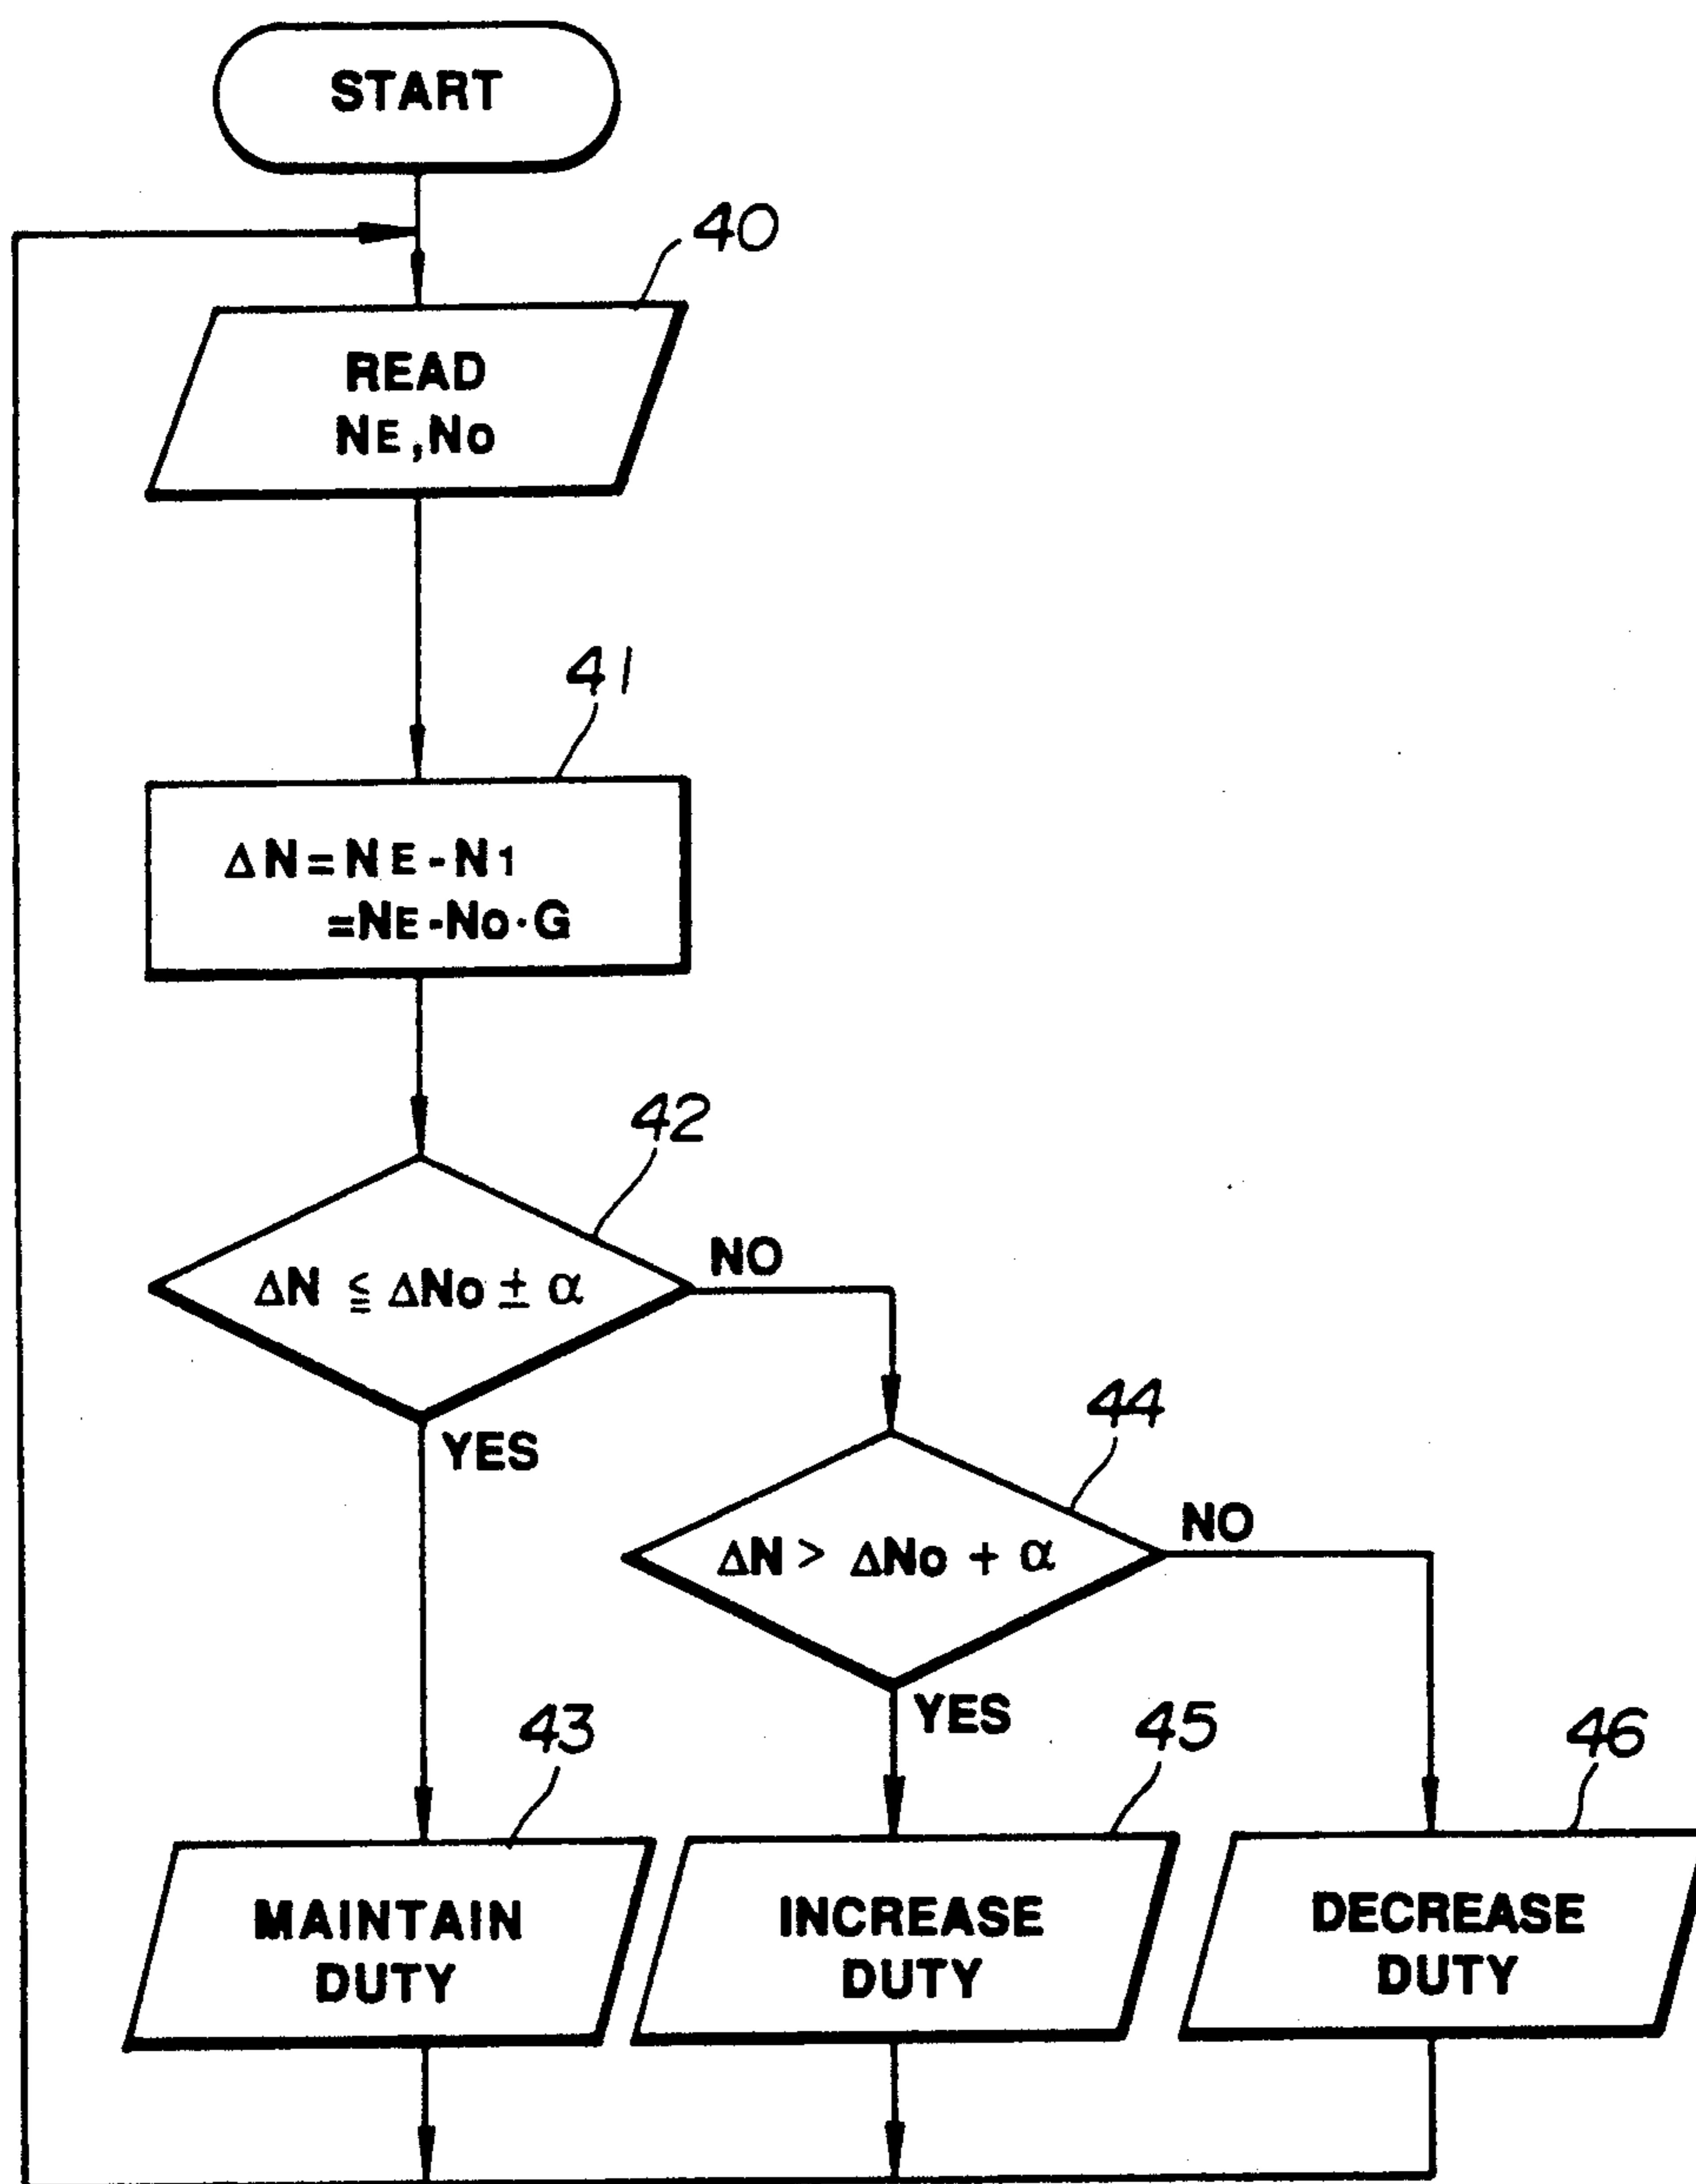 START
40
READ
NE,No
41
ΔN=NE-N1
=NE-No·G
42
ΔN ≦ ΔNo ± α
NO
YES
44
ΔN > ΔNo + α
NO
YES
43
45
46
MAINTAIN
DUTY
INCREASE
DUTY
DECREASE
DUTY